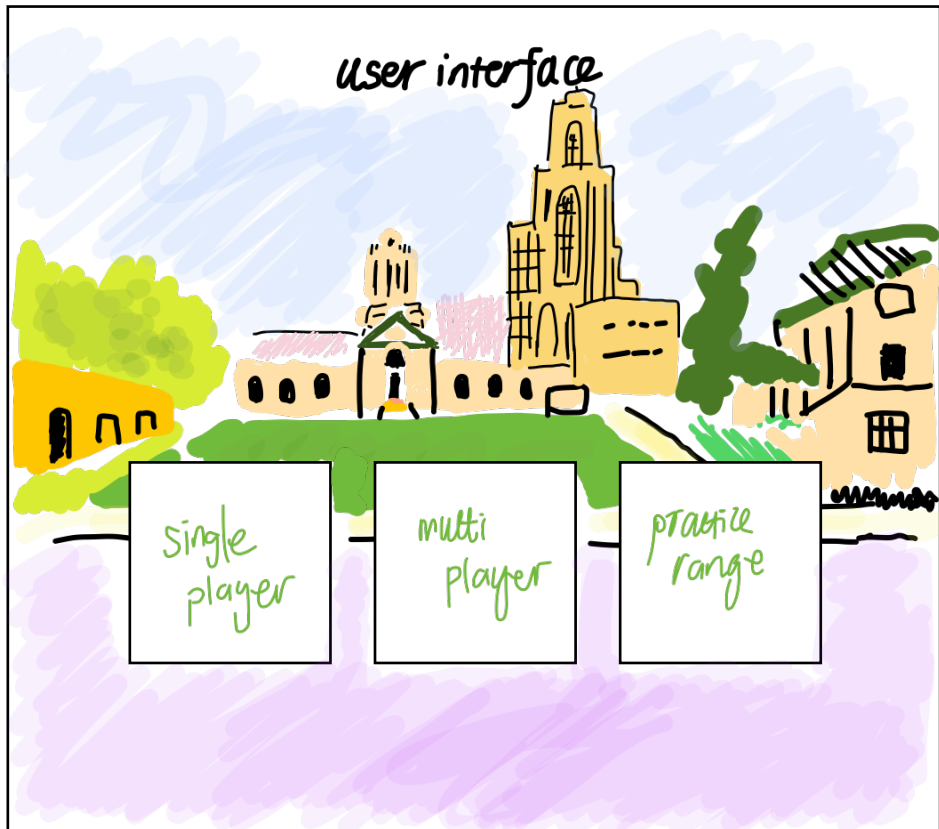 user interface
single
player
multi
player
practice
range